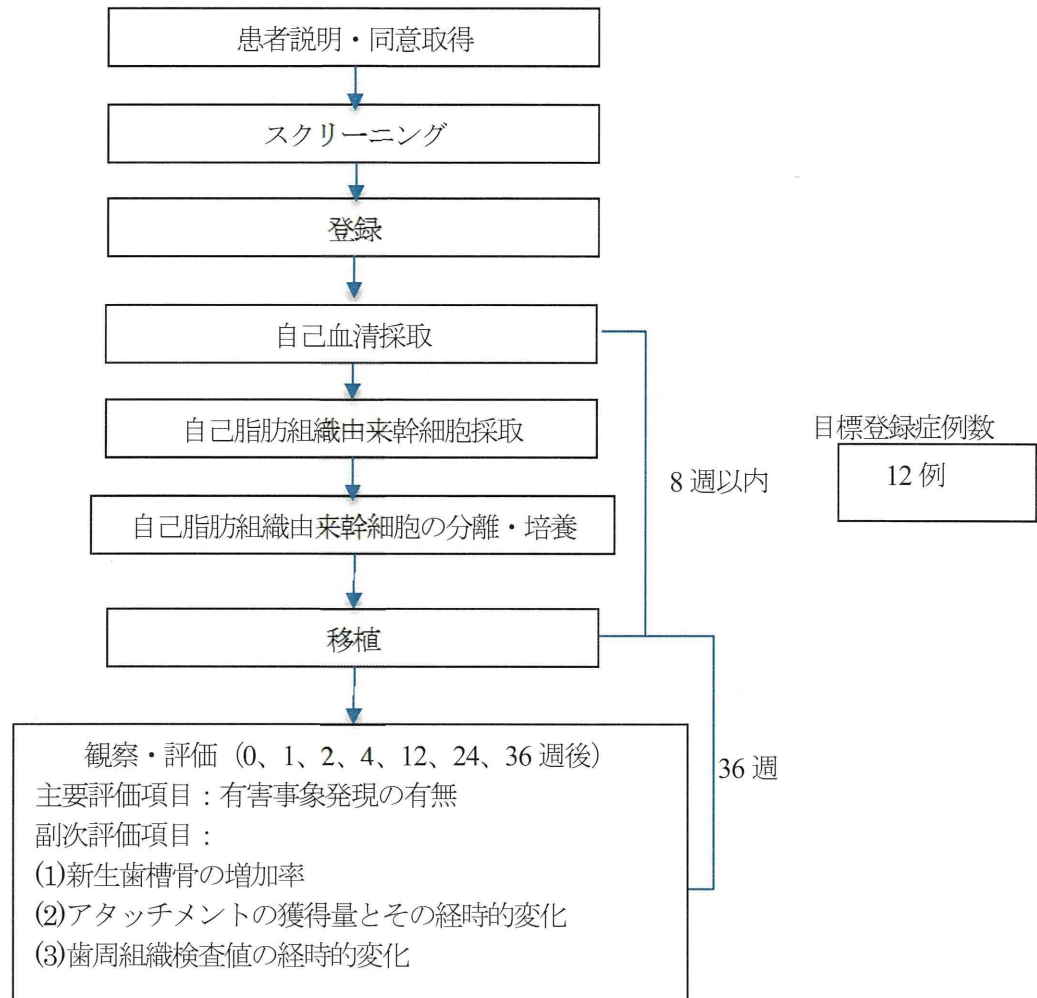 患者説明・同意取得
スクリーニング
登録
自己血清採取
自己脂肪組織由来幹細胞採取
目標登録症例数
8 週以内
12 例
自己脂肪組織由来幹細胞の分離・培養
移植
観察・評価（0、1、2、4、12、24、36 週後）
36 週
主要評価項目：有害事象発現の有無
副次評価項目：
(1)新生歯槽骨の増加率
(2)アタッチメントの獲得量とその経時的変化
(3)歯周組織検査値の経時的変化